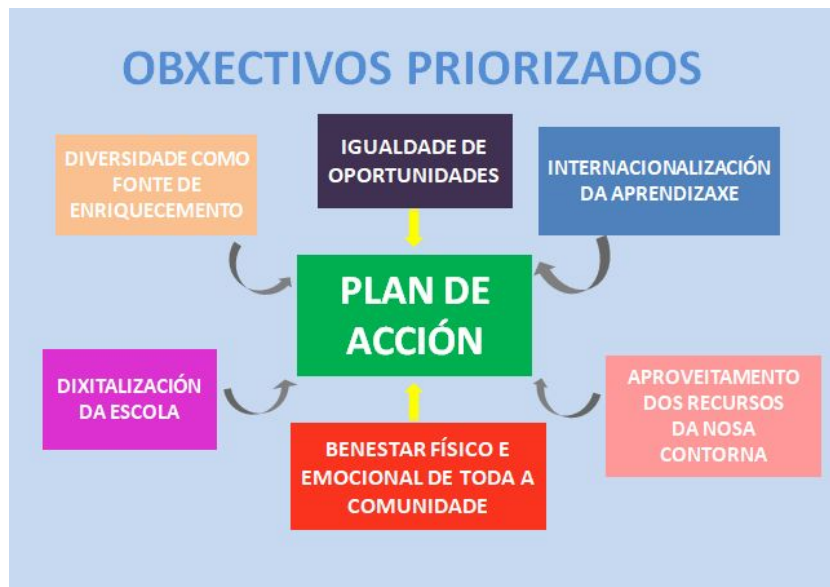 OBXECTIVOS PRIORIZADOS
DIVERSIDADE COMO
FONTE DE
ENRIQUECEMENTO
IGUALDADE DE
OPORTUNIDADES
INTERNACIONALIZACIÓN
DA APRENDIZAXE
PLAN DE
ACCIÓN
DIXITALIZACIÓN
DA ESCOLA
BENESTAR FÍSICO E
EMOCIONAL DE TODA A
COMUNIDADE
APROVEITAMENTO
DOS RECURSOS
DA NOSA
CONTORNA